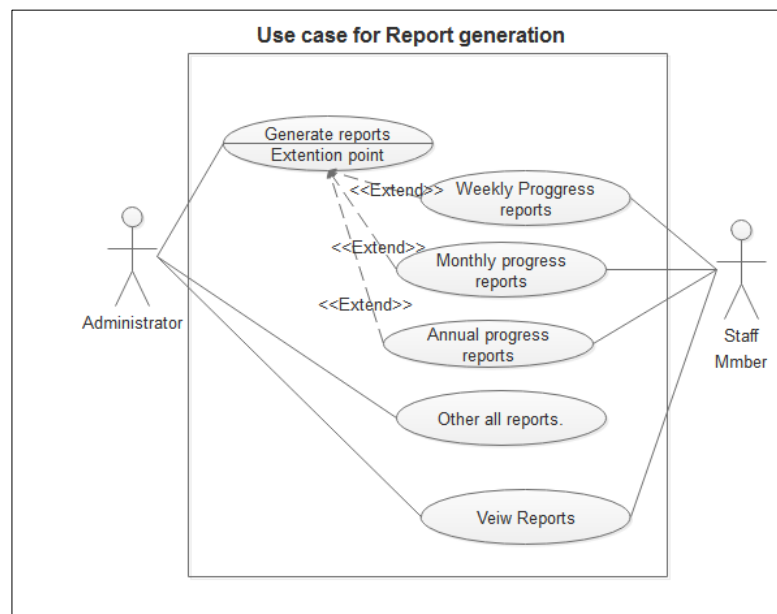 Use case for Report generation
Generate reports
Extention point
<<Extend>>
Weekly Proggress
reports
<<Extend>>
Monthly progress
reports
<<Extend>>
Annual progress
reports
Administrator
Staff
Mmber
Other all reports.
Veiw Reports